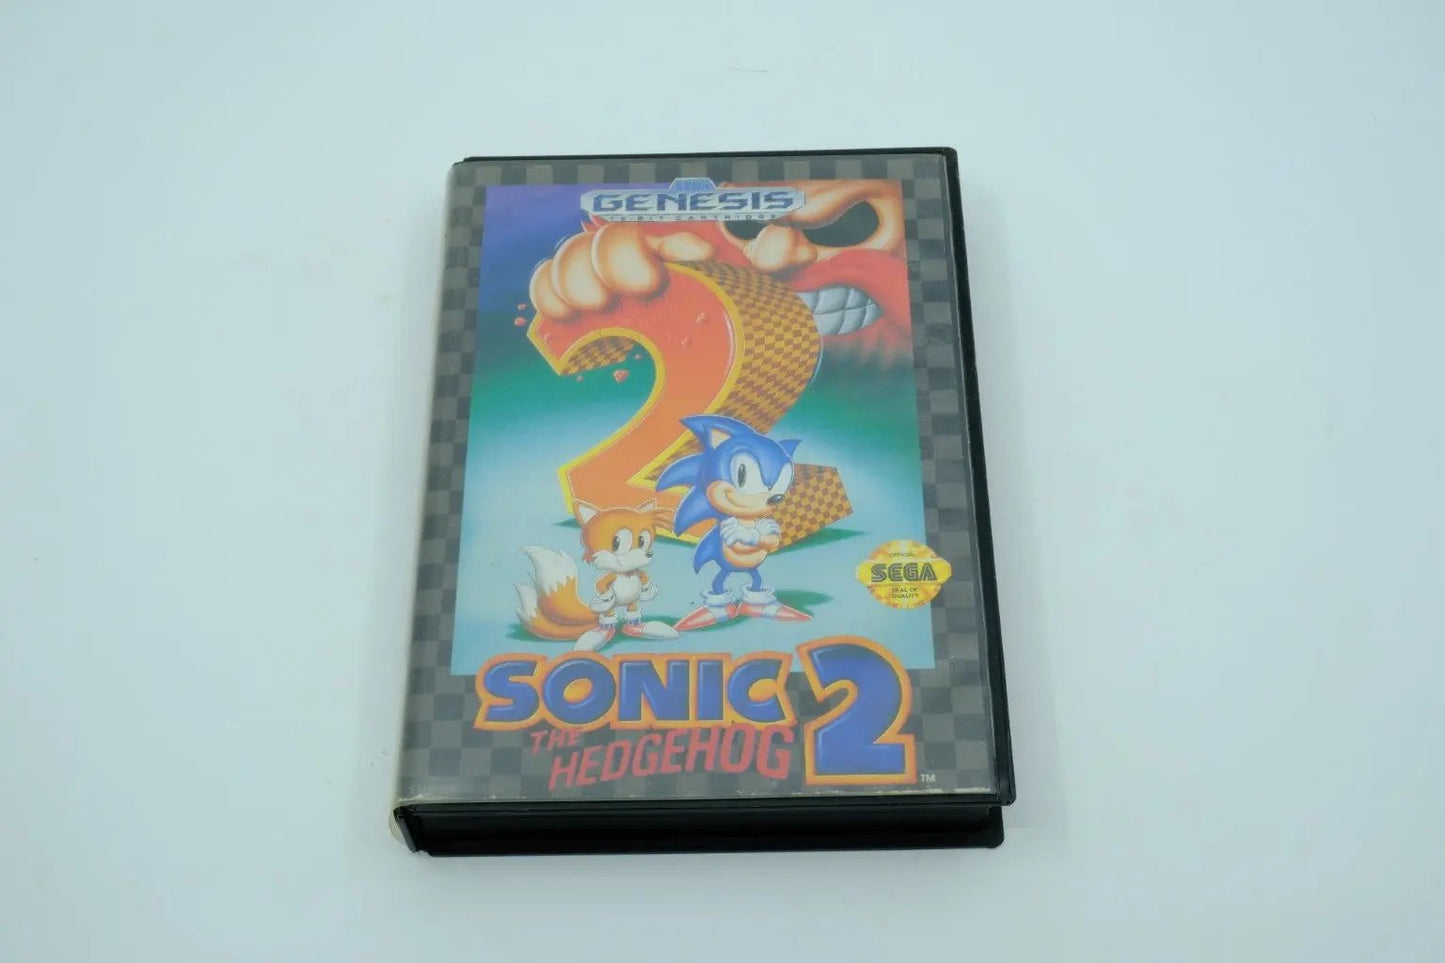 SEGA
GENESIS
16-BIT CARTRIDGE
2
OFFICIAL
SEGA
SEAL OF
QUALITY
SONIC 2
THE
HEDGEHOG
TM